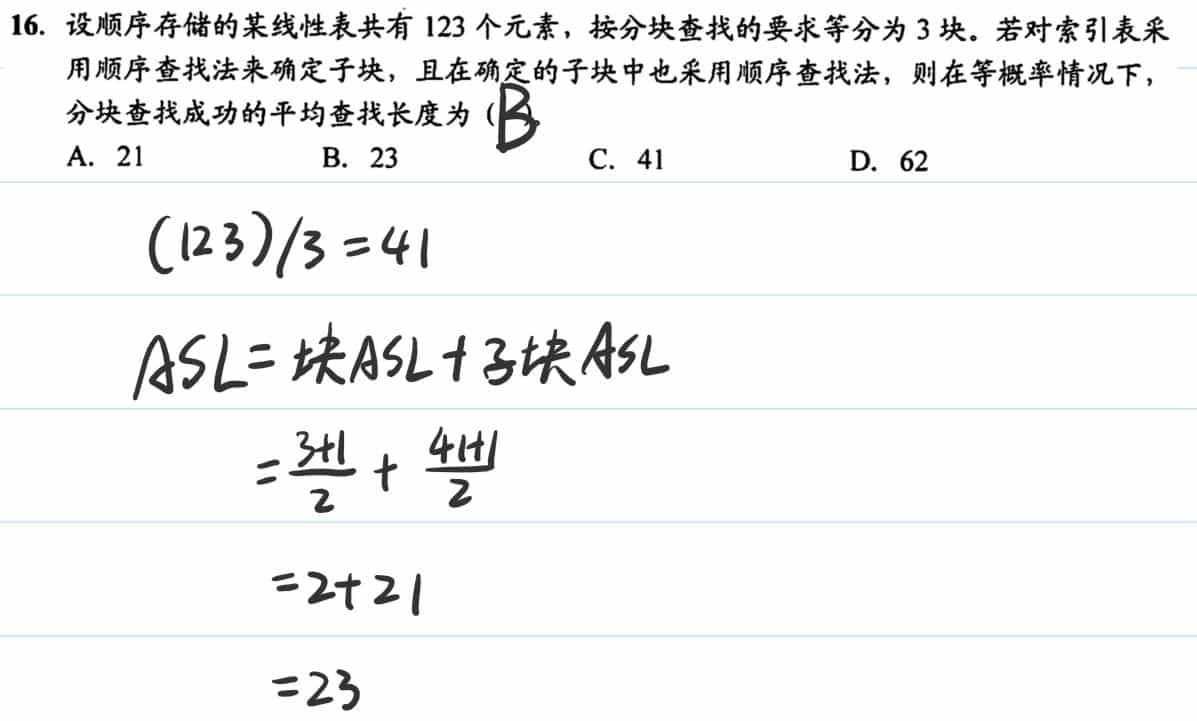 16. 设顺序存储的某线性表共有 123 个元素，按分块查找的要求等分为 3 块。若对索引表采
用顺序查找法来确定子块，且在确定的子块中也采用顺序查找法，则在等概率情况下，
分块查找成功的平均查找长度为（B
A. 21 B. 23 C. 41 D. 62
(123)/3=41
ASL=块ASL+子块ASL
=\frac{3+1}{2}+\frac{41+1}{2}
=2+21
=23